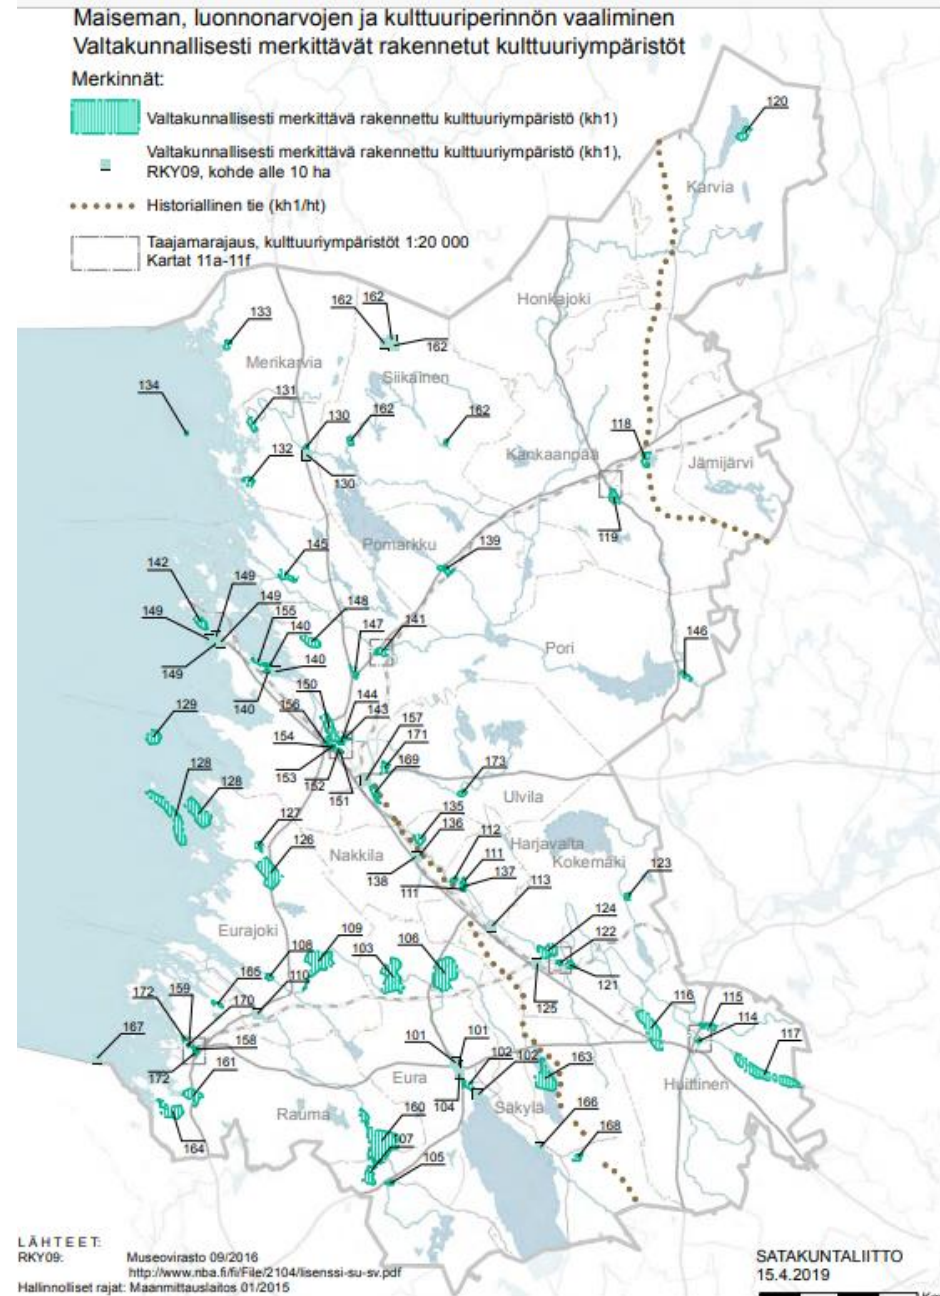 Maiseman, luonnonarvojen ja kulttuuriperinnön vaaliminen
Valtakunnallisesti merkittävät rakennetut kulttuuriympäristöt
Merkinnät:
Valtakunnallisesti merkittävä rakennettu kulttuuriympäristö (kh1)
Valtakunnallisesti merkittävä rakennettu kulttuuriympäristö (kh1),
RKY09, kohde alle 10 ha
Historiallinen tie (kh1/ht)
Taajamarajaus, kulttuuriympäristöt 1:20 000
Kartat 11a-11f
120
Karvia
Honkajoki
162
162
133
162
Merikarvia
Siikainen
134
131
130
162
162
118
132
130
Kankaanpää
Jämijärvi
119
145
Pomarkku
139
142
149
149
155
148
149
140
147
141
146
Pori
140
149
140
150
144
156
143
129
157
154
171
153
152
151
169
173
128
128
Ulvila
135
127
136
112
Harjavalta
126
Nakkila
111
Kokemäki
138
137
113
123
111
124
Eurajoki
109
122
108
103
106
121
165
110
125
116
115
172
159
170
114
167
101
101
117
158
102
102
163
172
161
Eura
104
Huittinen
Rauma
160
Säkylä
166
107
168
164
105
LÄHTEET:
RKY09: Museovirasto 09/2016
http://www.nba.fi/fi/File/2104/lisenssi-su-sv.pdf
Hallinnolliset rajat: Maanmittauslaitos 01/2015
SATAKUNTALIITTO
15.4.2019